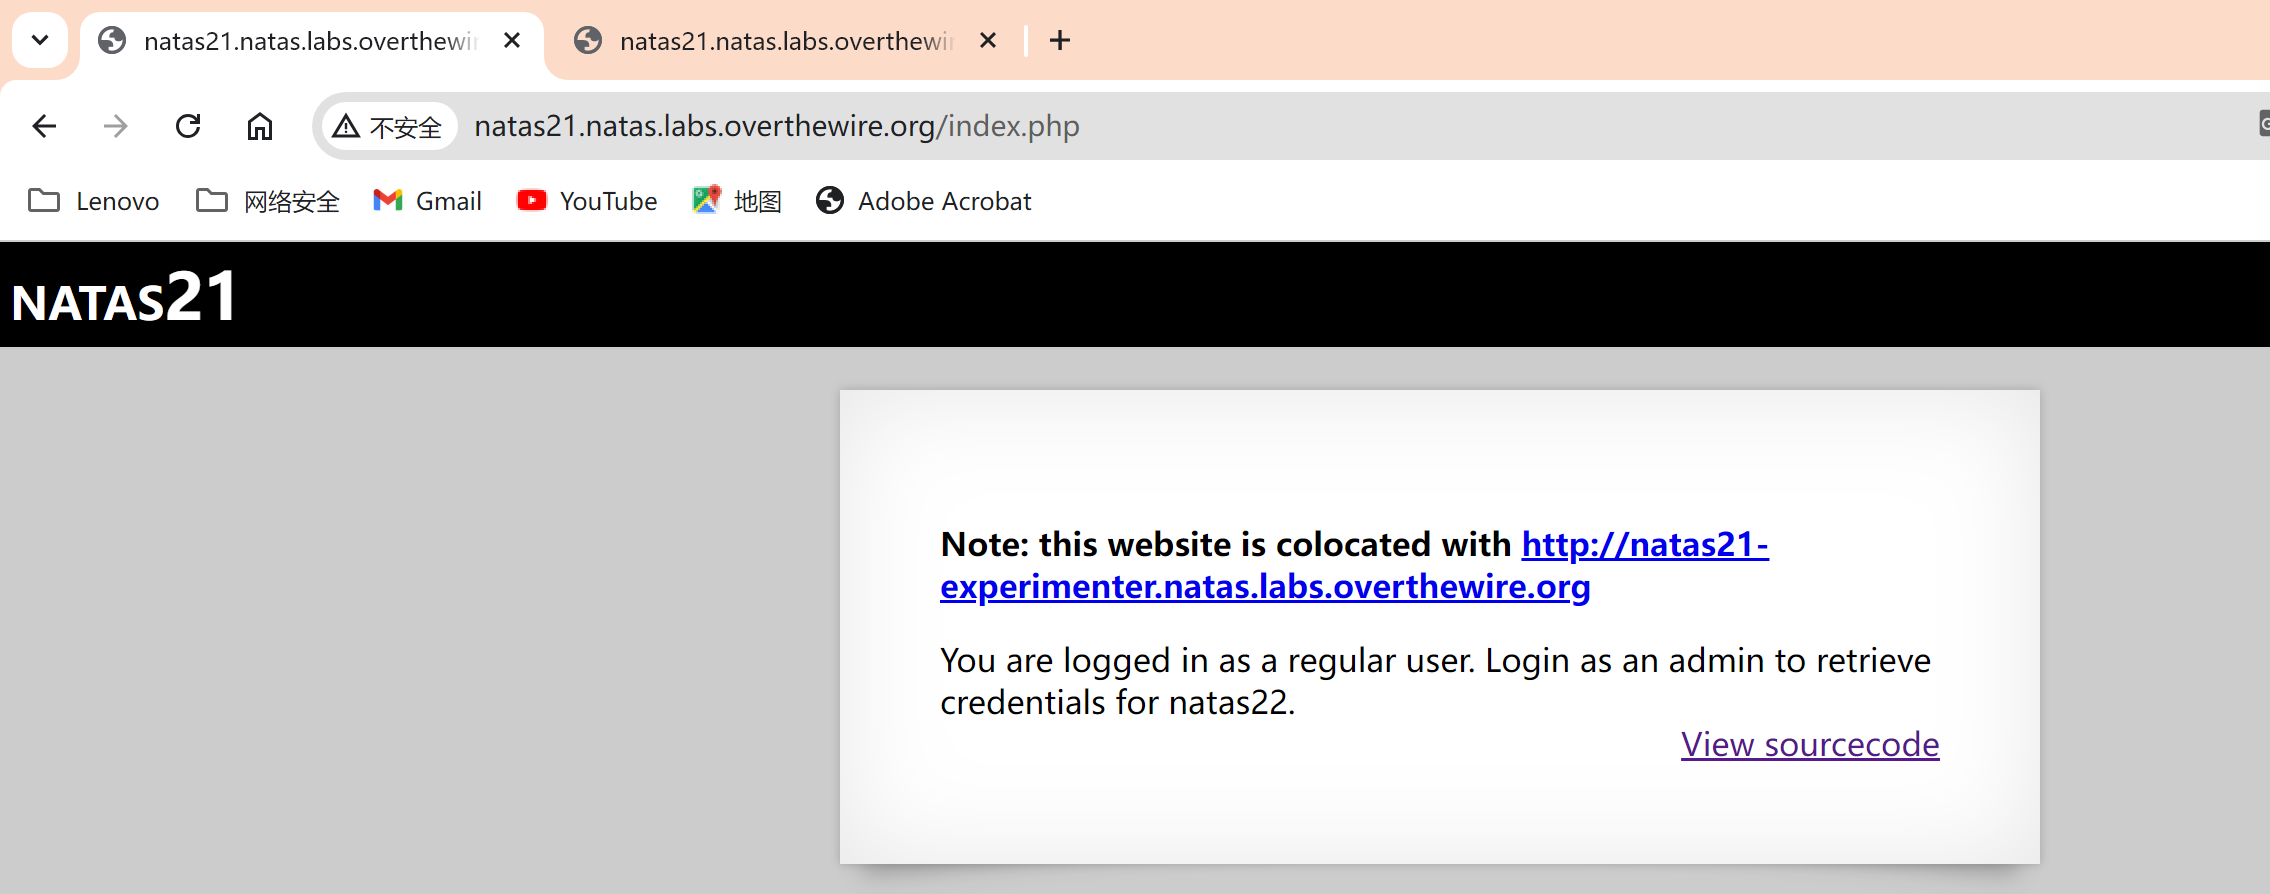 natas21.natas.labs.overthewir natas21.natas.labs.overthewir
不安全 natas21.natas.labs.overthewire.org/index.php
Lenovo 网络安全 Gmail YouTube 地图 Adobe Acrobat
NATAS21
Note: this website is colocated with http://natas21-
experimenter.natas.labs.overthewire.org
You are logged in as a regular user. Login as an admin to retrieve
credentials for natas22.
View sourcecode